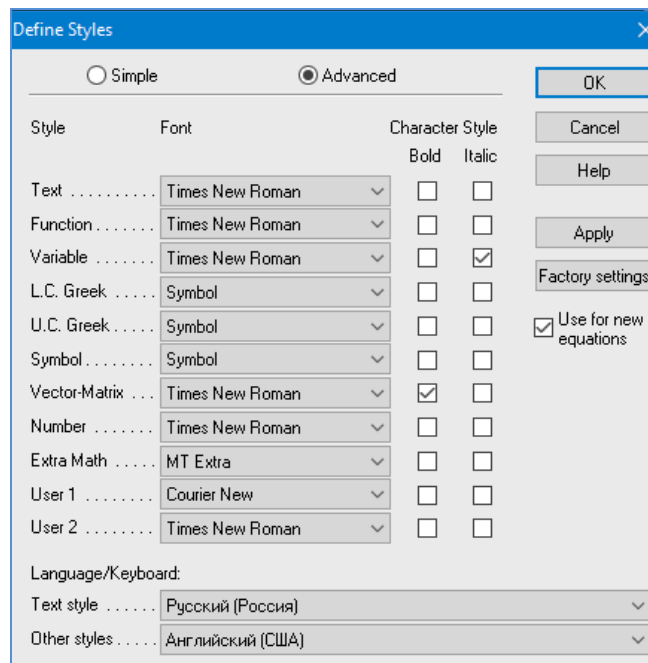 Define Styles
Simple Advanced OK
Style Font Character Style Cancel
Bold Italic Help
Text .......... Times New Roman
Function ....... Times New Roman Apply
Variable ....... Times New Roman
L.C. Greek ..... Symbol Factory settings
U.C. Greek ..... Symbol Use for new
equations
Symbol ........ Symbol
Vector-Matrix ... Times New Roman
Number ....... Times New Roman
Extra Math ..... MT Extra
User 1 ........ Courier New
User 2 ........ Times New Roman
Language/Keyboard:
Text style ...... Русский (Россия)
Other styles .... Английский (США)